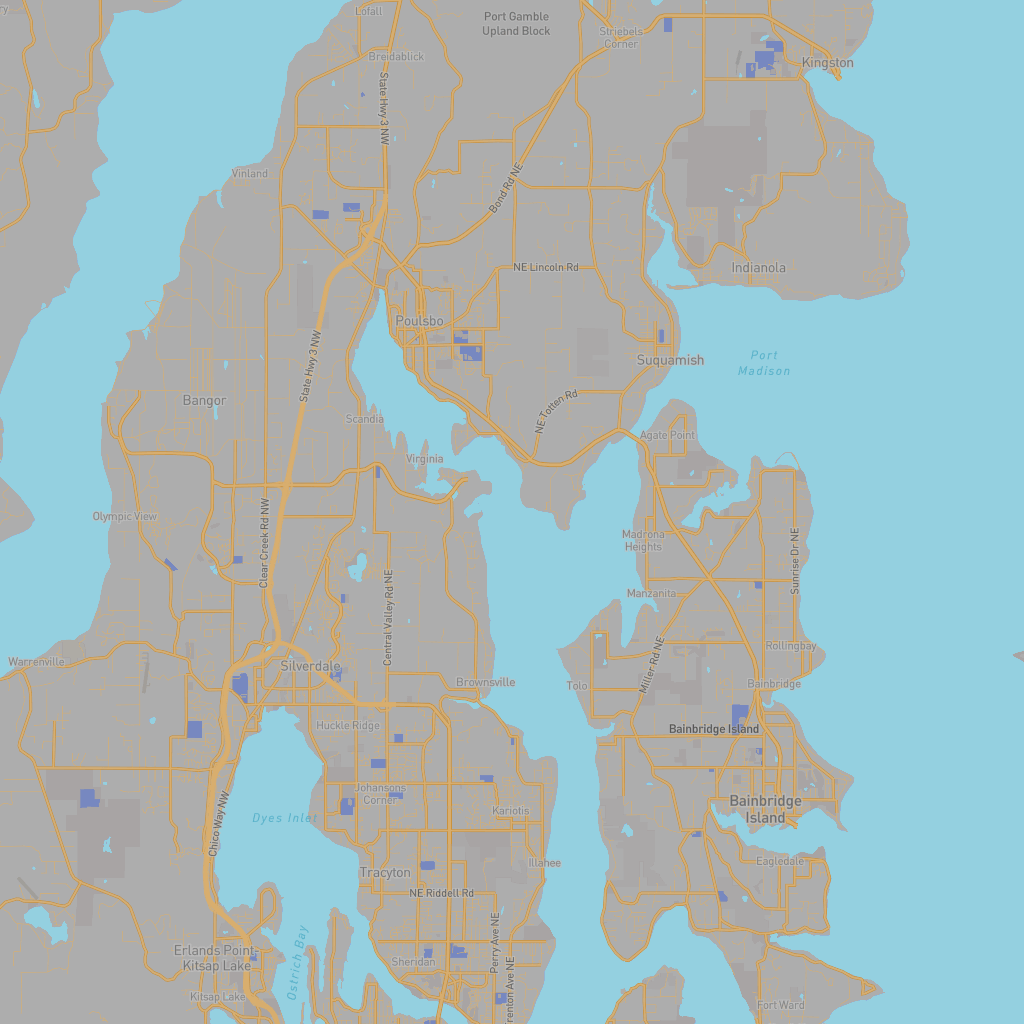 Lofall
Port Gamble
Upland Block
Striebels
Corner
Breidablick
Kingston
State Hwy 3 NW
Vinland
Bond Rd NE
NE Lincoln Rd
Indianola
Poulsbo
Suquamish
Port
Madison
State Hwy 3 NW
Bangor
NE Totten Rd
Scandia
Agate Point
Virginia
Olympic View
Clear Creek Rd NW
Madrona
Heights
Sunrise Dr NE
Central Valley Rd NE
Manzanita
Miller Rd NE
Rollingbay
Warrenville
Silverdale
Brownsville
Tolo
Bainbridge
Huckle Ridge
Bainbridge Island
Johansons
Corner
Bainbridge
Island
Kariotis
Dyes Inlet
Chico Way NW
Tracyton
Illahee
Eagledale
NE Riddell Rd
Perry Ave NE
Erlands Point-
Kitsap Lake
Ostrich Bay
Sheridan
Kitsap Lake
Trenton Ave NE
Fort Ward